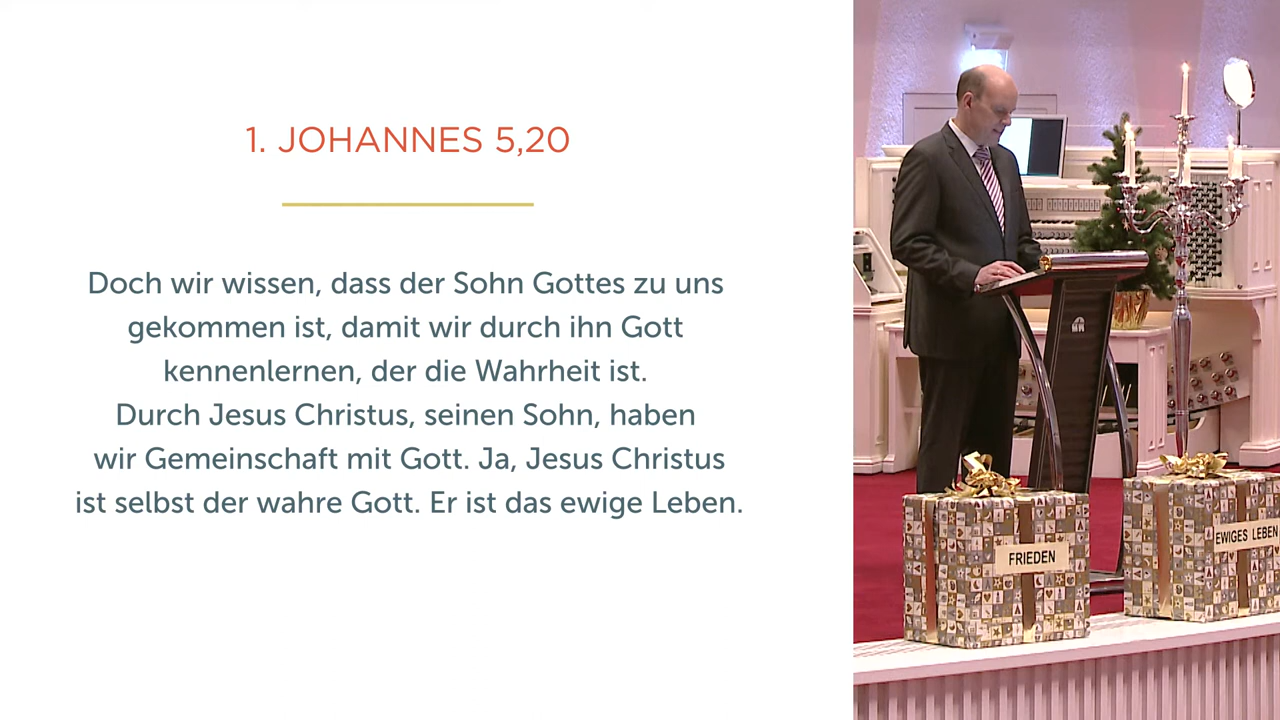 1. JOHANNES 5,20
Doch wir wissen, dass der Sohn Gottes zu uns
gekommen ist, damit wir durch ihn Gott
kennenlernen, der die Wahrheit ist.
Durch Jesus Christus, seinen Sohn, haben
wir Gemeinschaft mit Gott. Ja, Jesus Christus
ist selbst der wahre Gott. Er ist das ewige Leben.
FRIEDEN
EWIGES LEBEN